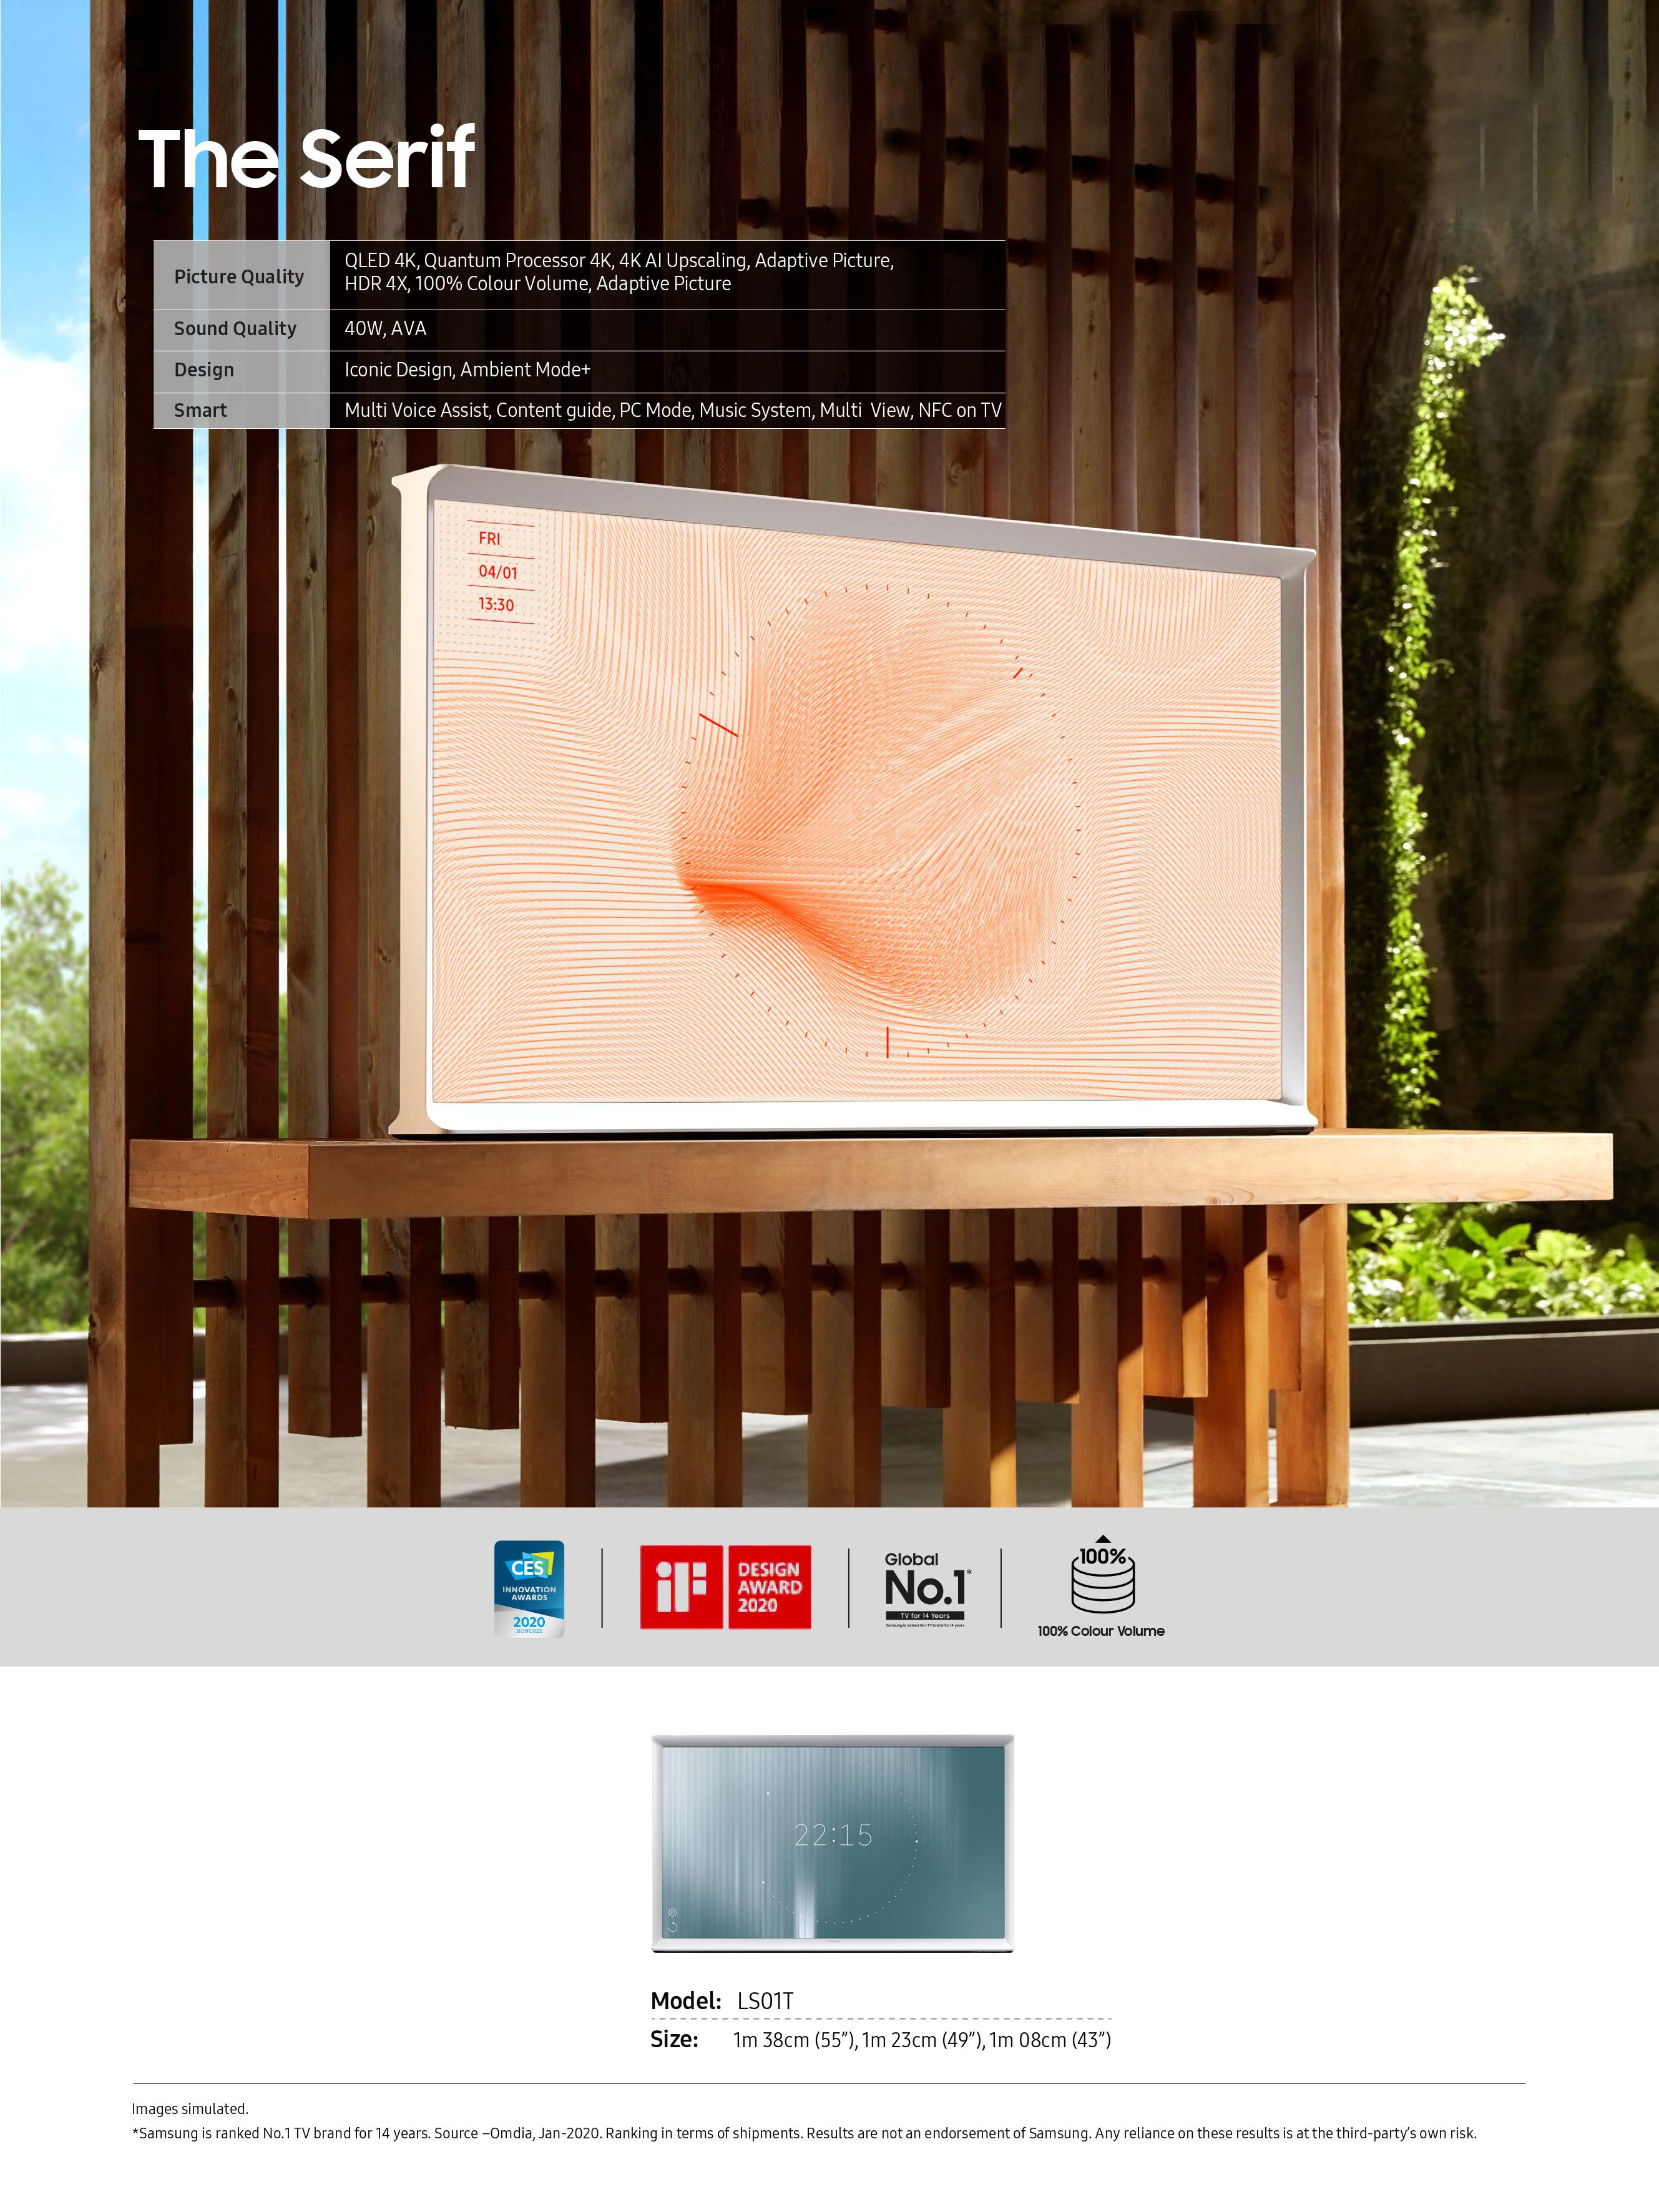 The Serif
Picture Quality
QLED 4K, Quantum Processor 4K, 4K AI Upscaling, Adaptive Picture,
HDR 4X, 100% Colour Volume, Adaptive Picture
Sound Quality
40W, AVA
Design
Iconic Design, Ambient Mode+
Smart
Multi Voice Assist, Content guide, PC Mode, Music System, Multi View, NFC on TV
FRI
04/01
13:30
CES
INNOVATION
AWARDS
2020
HONOREE
iF
DESIGN
AWARD
2020
Global
No.1*
TV for 14 Years
Samsung is ranked No.1 TV brand for 14 years
100%
100% Colour Volume
22:15
Model: LS01T
Size: 1m 38cm (55”), 1m 23cm (49”), 1m 08cm (43”)
Images simulated.
*Samsung is ranked No.1 TV brand for 14 years. Source –Omdia, Jan-2020. Ranking in terms of shipments. Results are not an endorsement of Samsung. Any reliance on these results is at the third-party’s own risk.